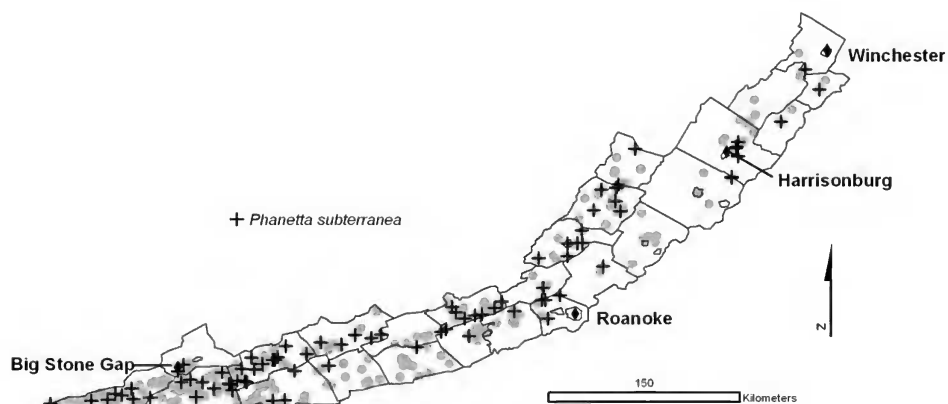 Winchester
Harrisonburg
+ Phanetta subterranea
Roanoke
Big Stone Gap
N
150
Kilometers